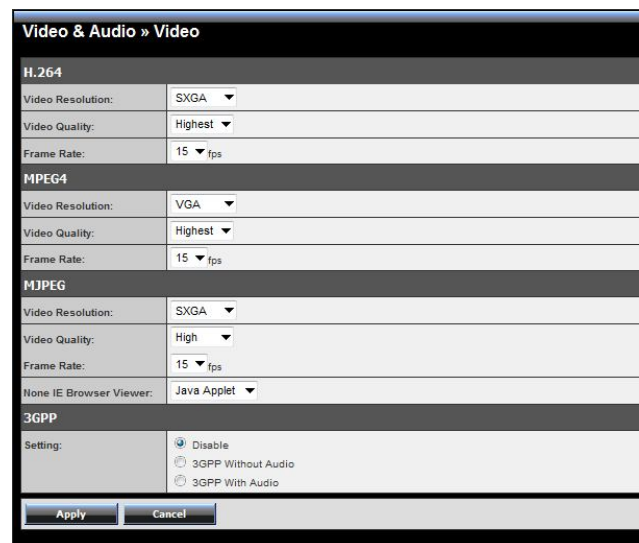 Video & Audio » Video
H.264
Video Resolution: SXGA
Video Quality: Highest
Frame Rate: 15 fps
MPEG4
Video Resolution: VGA
Video Quality: Highest
Frame Rate: 15 fps
MJPEG
Video Resolution: SXGA
Video Quality: High
Frame Rate: 15 fps
None IE Browser Viewer: Java Applet
3GPP
Setting: Disable
3GPP Without Audio
3GPP With Audio
Apply Cancel